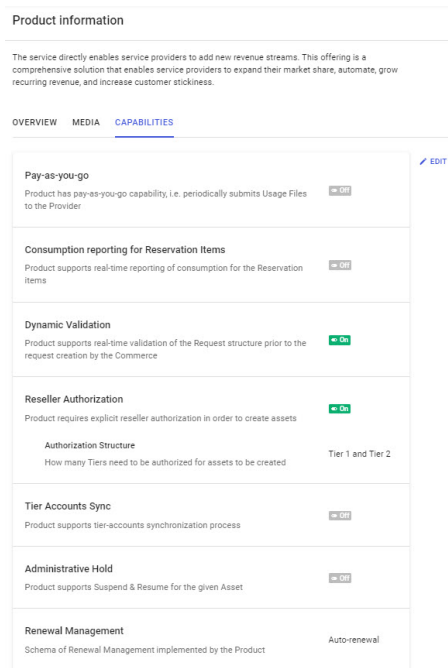 Product information
The service directly enables service providers to add new revenue streams. This offering is a
comprehensive solution that enables service providers to expand their market share, automate, grow
recurring revenue, and increase customer stickiness.
OVERVIEW MEDIA CAPABILITIES
EDIT
Pay-as-you-go
Product has pay-as-you-go capability, i.e. periodically submits Usage Files
to the Provider
Off
Consumption reporting for Reservation Items
Product supports real-time reporting of consumption for the Reservation
items
Off
Dynamic Validation
Product supports real-time validation of the Request structure prior to the
request creation by the Commerce
On
Reseller Authorization
Product requires explicit reseller authorization in order to create assets
On
Authorization Structure
How many Tiers need to be authorized for assets to be created
Tier 1 and Tier 2
Tier Accounts Sync
Product supports tier-accounts synchronization process
Off
Administrative Hold
Product supports Suspend & Resume for the given Asset
Off
Renewal Management
Schema of Renewal Management implemented by the Product
Auto-renewal